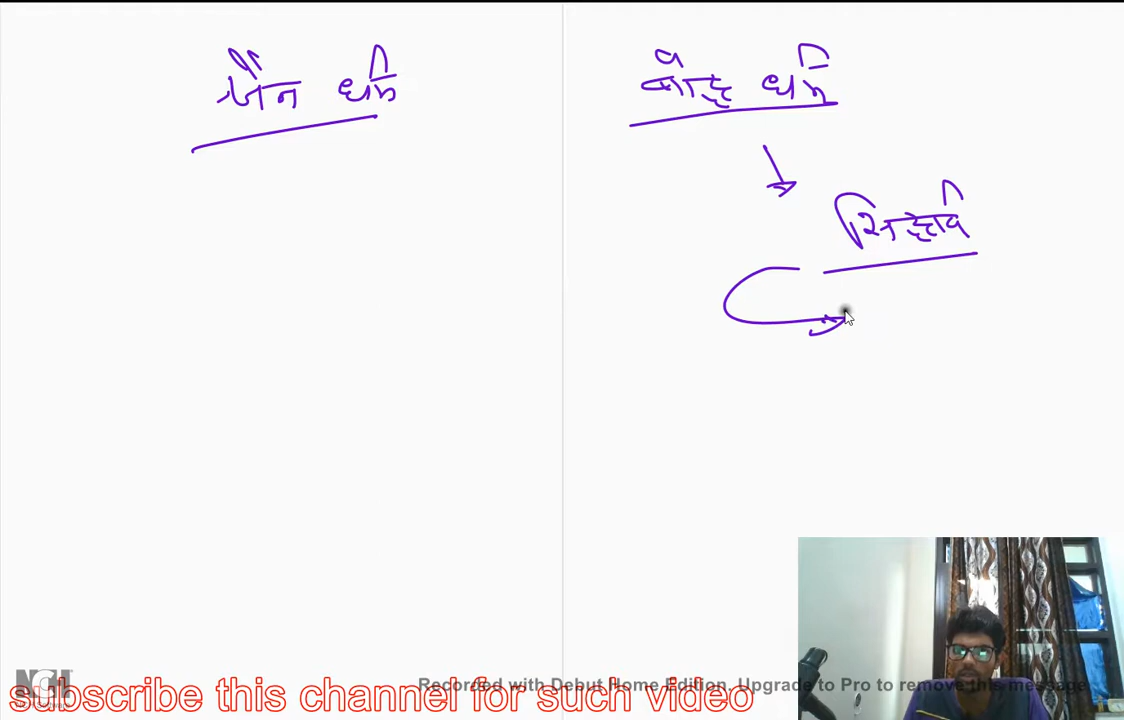 जैन धर्म
बौद्ध धर्म
सिद्धार्थ
NCH
Recorded with Debut Home Edition. Upgrade to Pro to remove this message
subscribe this channel for such video